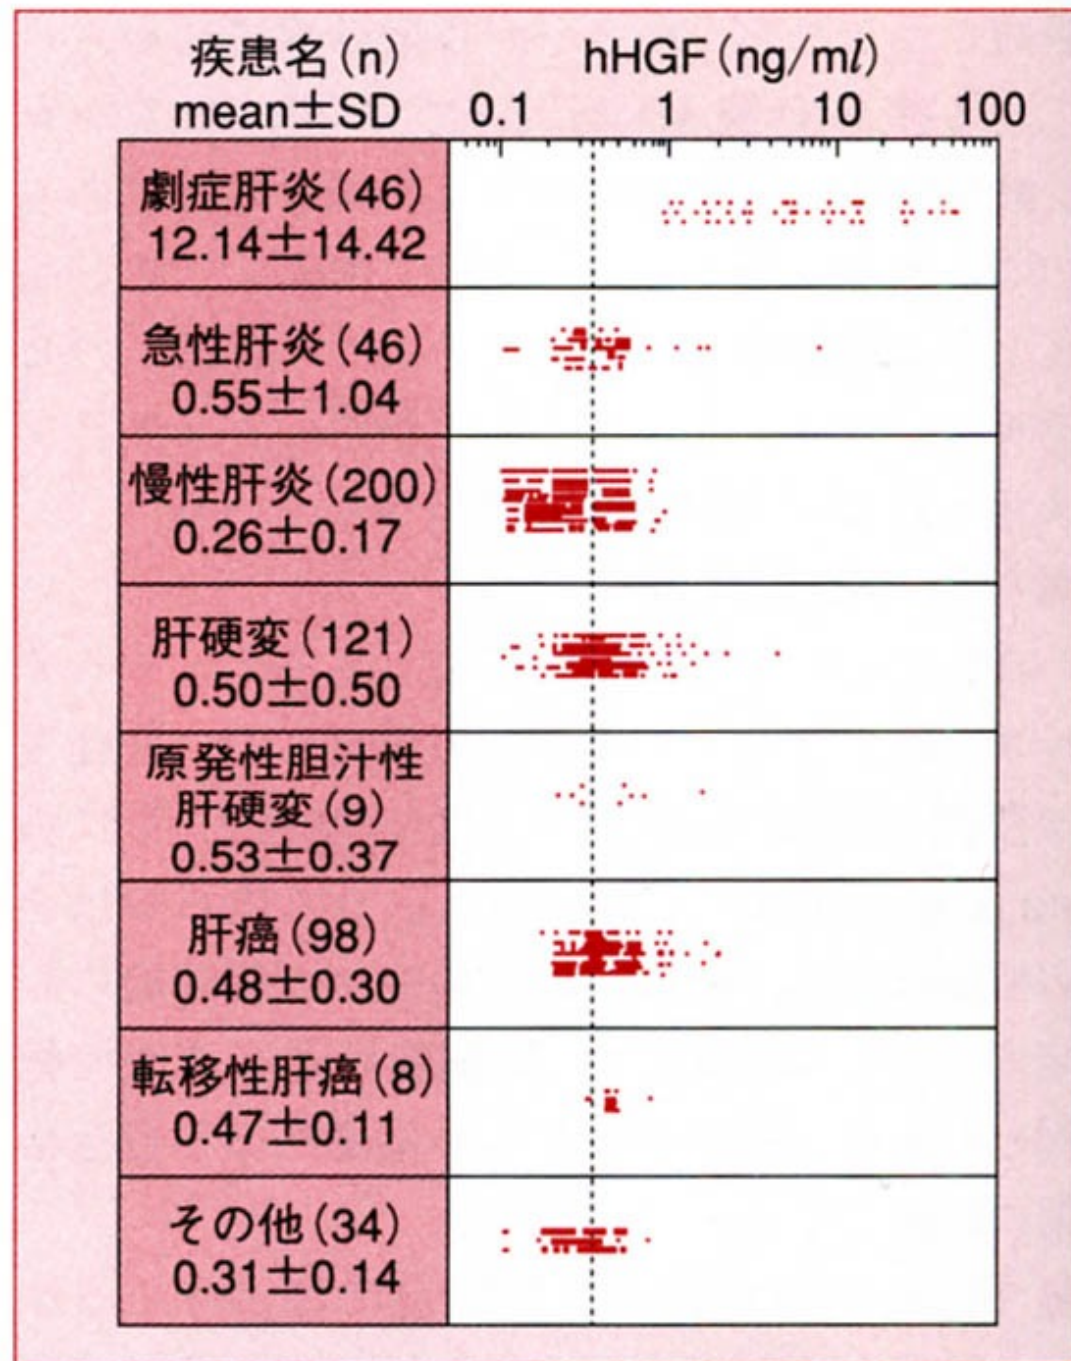 疾患名(n)
mean±SD
hHGF(ng/ml)
0.1 1 10 100
劇症肝炎(46)
12.14±14.42
急性肝炎(46)
0.55±1.04
慢性肝炎(200)
0.26±0.17
肝硬変(121)
0.50±0.50
原発性胆汁性
肝硬変(9)
0.53±0.37
肝癌(98)
0.48±0.30
転移性肝癌(8)
0.47±0.11
その他(34)
0.31±0.14